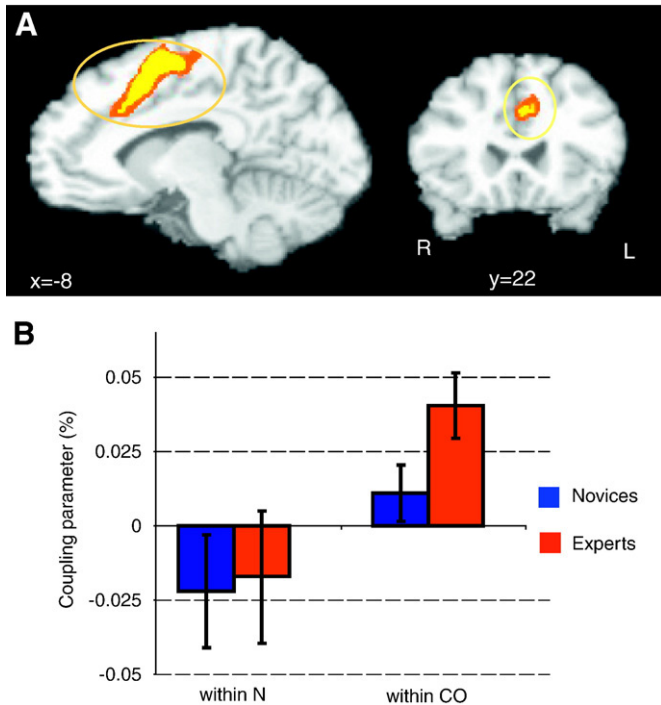 A
R
L
x=-8
y=22
B
Coupling parameter (%)
0.05
0.025
0
-0.025
-0.05
within N
within CO
Novices
Experts